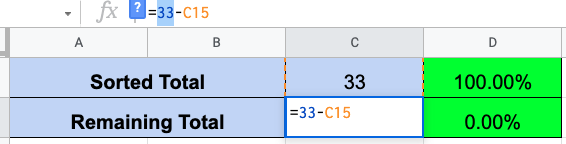 fx ? =33-C15
A B C D
Sorted Total 33 100.00%
Remaining Total =33-C15 0.00%